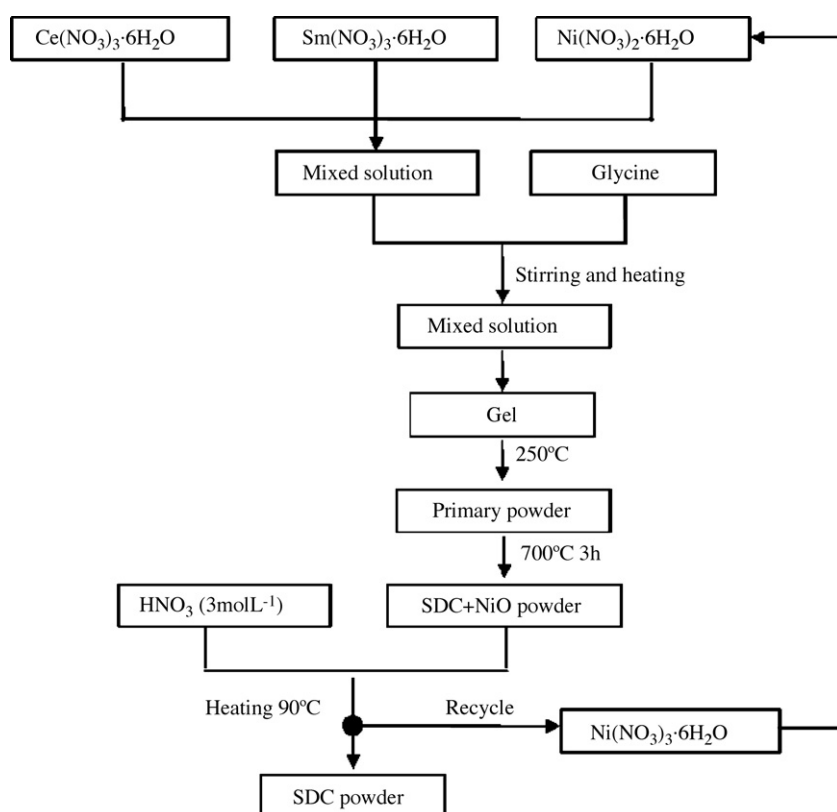 Ce(NO₃)₃·6H₂O
Sm(NO₃)₃·6H₂O
Ni(NO₃)₂·6H₂O
Mixed solution
Glycine
Stirring and heating
Mixed solution
Gel
250ºC
Primary powder
700ºC 3h
HNO₃ (3molL⁻¹)
SDC+NiO powder
Heating 90ºC
Recycle
Ni(NO₃)₃·6H₂O
SDC powder